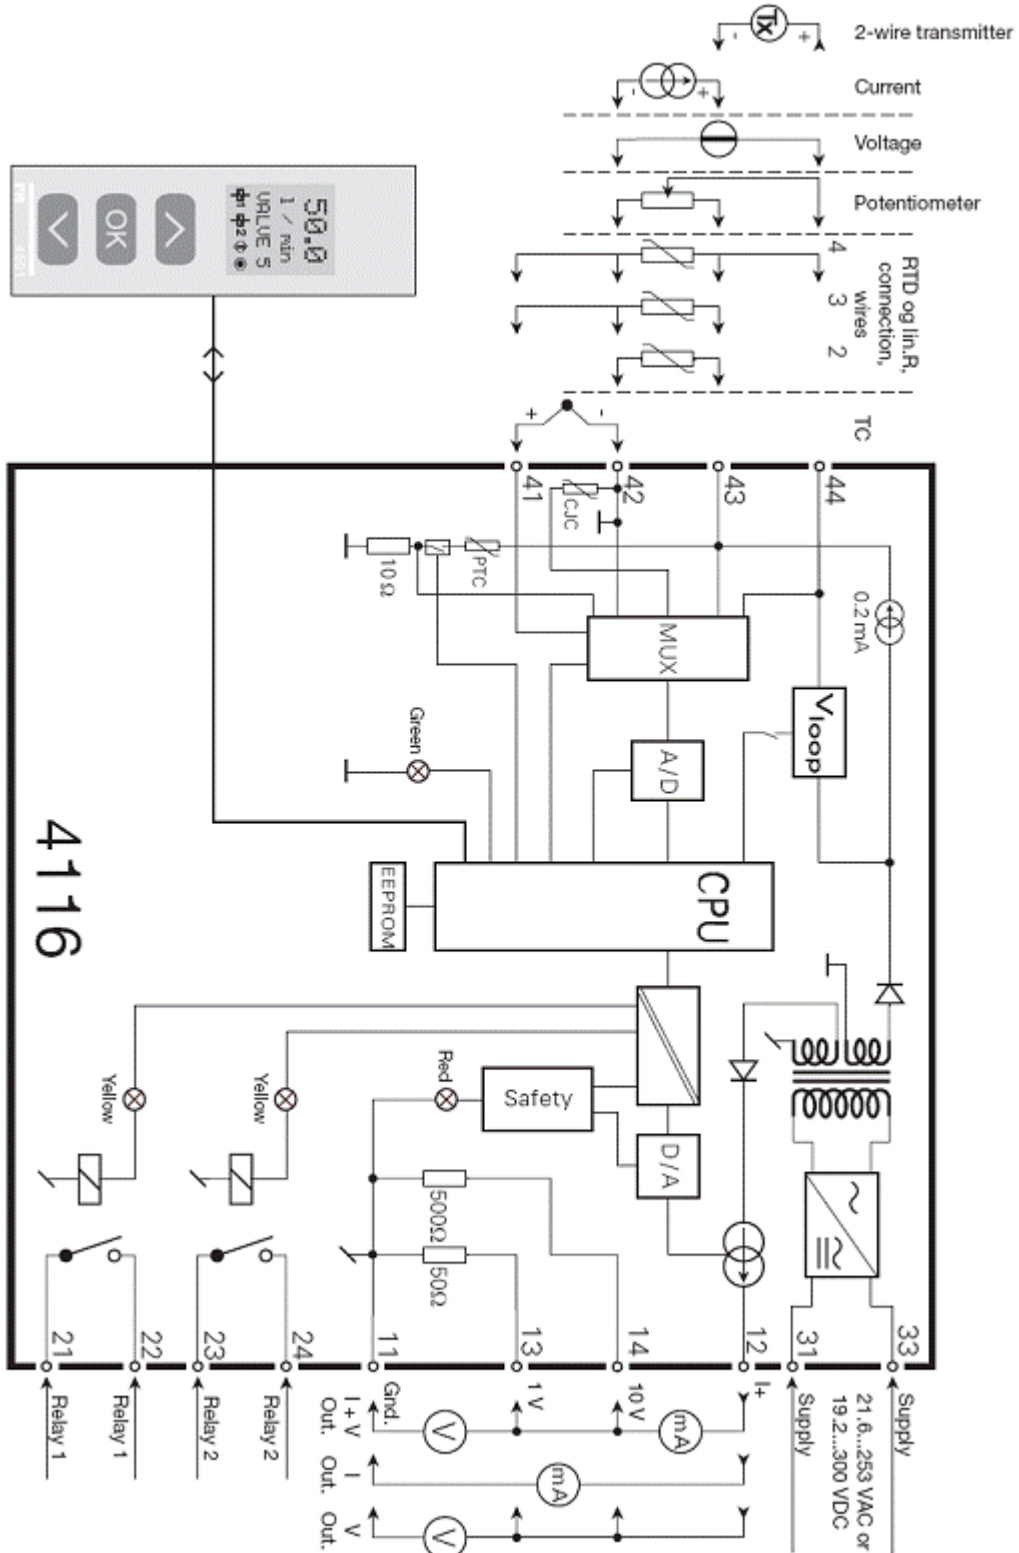 2-wire transmitter
Tx
- +
Current
- +
Voltage
Potentiometer
RTD og lin.R,
connection,
wires
4
3
2
TC
+ -
50.0
l / min
VALVE 5
OK
41
42
43
44
CJC
PTC
10 Ω
0.2 mA
MUX
Vloop
A/D
Green
CPU
EEPROM
4116
Yellow
Yellow
Red
Safety
D/A
500Ω
50Ω
21
22
23
24
11
13
14
12
31
33
Relay 1
Relay 1
Relay 2
Relay 2
Gnd.
1 V
10 V
I+
Supply
Supply
21.6...253 VAC or
19.2...300 VDC
I + V
Out.
V
mA
I
Out.
mA
V
Out.
V